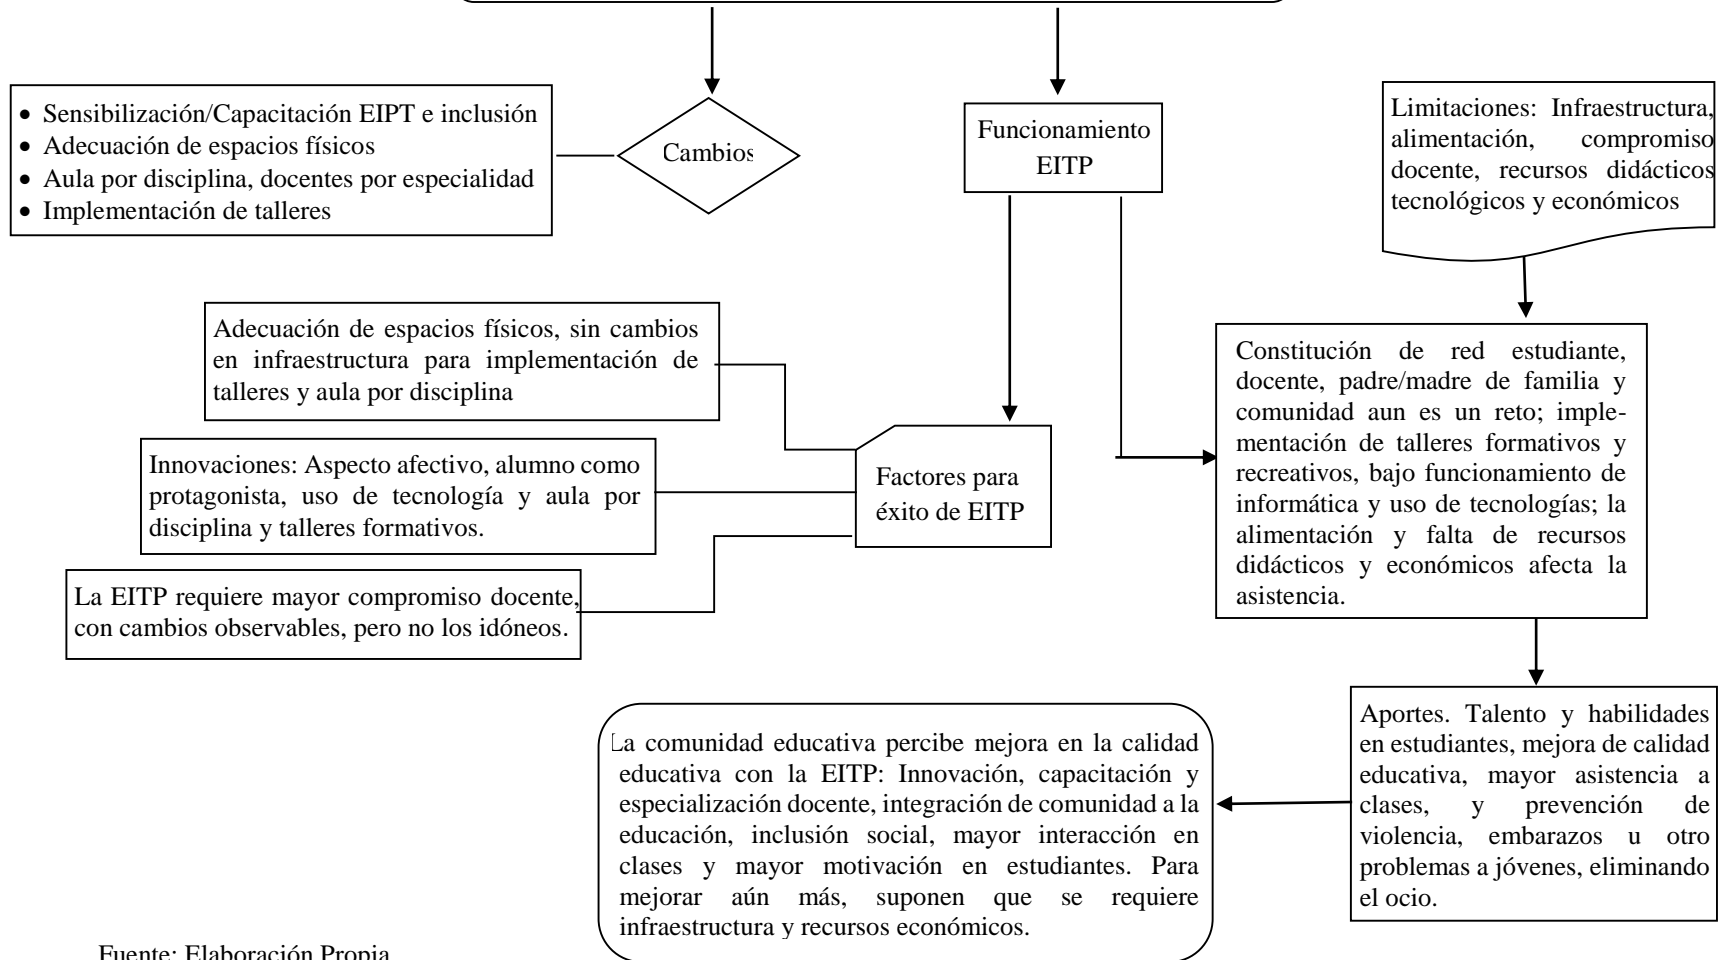 • Sensibilización/Capacitación EIPT e inclusión
• Adecuación de espacios físicos
• Aula por disciplina, docentes por especialidad
• Implementación de talleres
Cambios
Funcionamiento
EITP
Limitaciones: Infraestructura,
alimentación, compromiso
docente, recursos didácticos
tecnológicos y económicos
Adecuación de espacios físicos, sin cambios
en infraestructura para implementación de
talleres y aula por disciplina
Innovaciones: Aspecto afectivo, alumno como
protagonista, uso de tecnología y aula por
disciplina y talleres formativos.
La EITP requiere mayor compromiso docente,
con cambios observables, pero no los idóneos.
Factores para
éxito de EITP
Constitución de red estudiante,
docente, padre/madre de familia y
comunidad aun es un reto; imple-
mentación de talleres formativos y
recreativos, bajo funcionamiento de
informática y uso de tecnologías; la
alimentación y falta de recursos
didácticos y económicos afecta la
asistencia.
Aportes. Talento y habilidades
en estudiantes, mejora de calidad
educativa, mayor asistencia a
clases, y prevención de
violencia, embarazos u otro
problemas a jóvenes, eliminando
el ocio.
La comunidad educativa percibe mejora en la calidad
educativa con la EITP: Innovación, capacitación y
especialización docente, integración de comunidad a la
educación, inclusión social, mayor interacción en
clases y mayor motivación en estudiantes. Para
mejorar aún más, suponen que se requiere
infraestructura y recursos económicos.
Fuente: Elaboración Propia